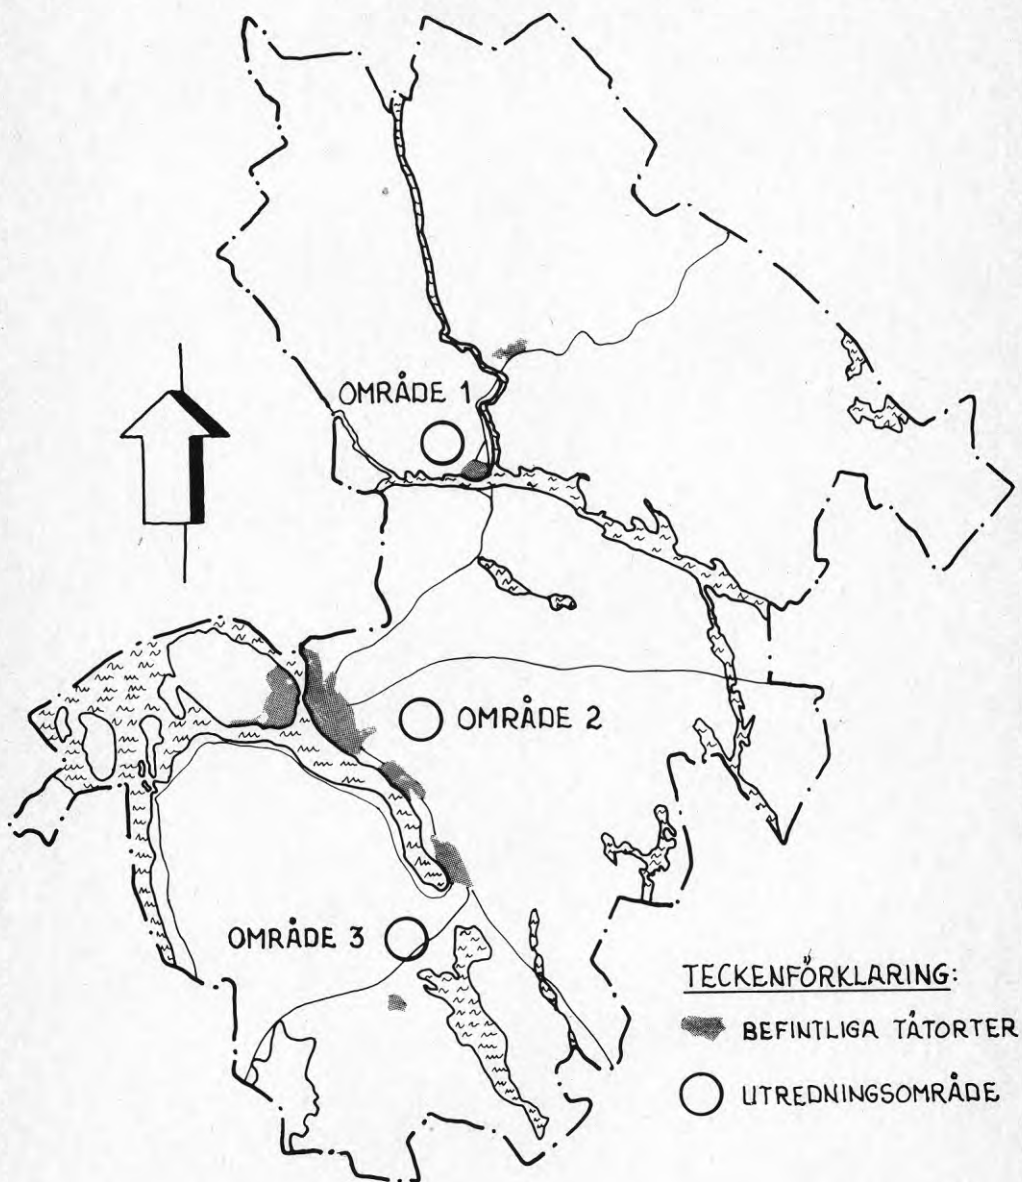 OMRÅDE 1
OMRÅDE 2
OMRÅDE 3
TECKENFÖRKLARING:
BEFINTLIGA TÄTORTER
UTREDNINGSOMRÅDE